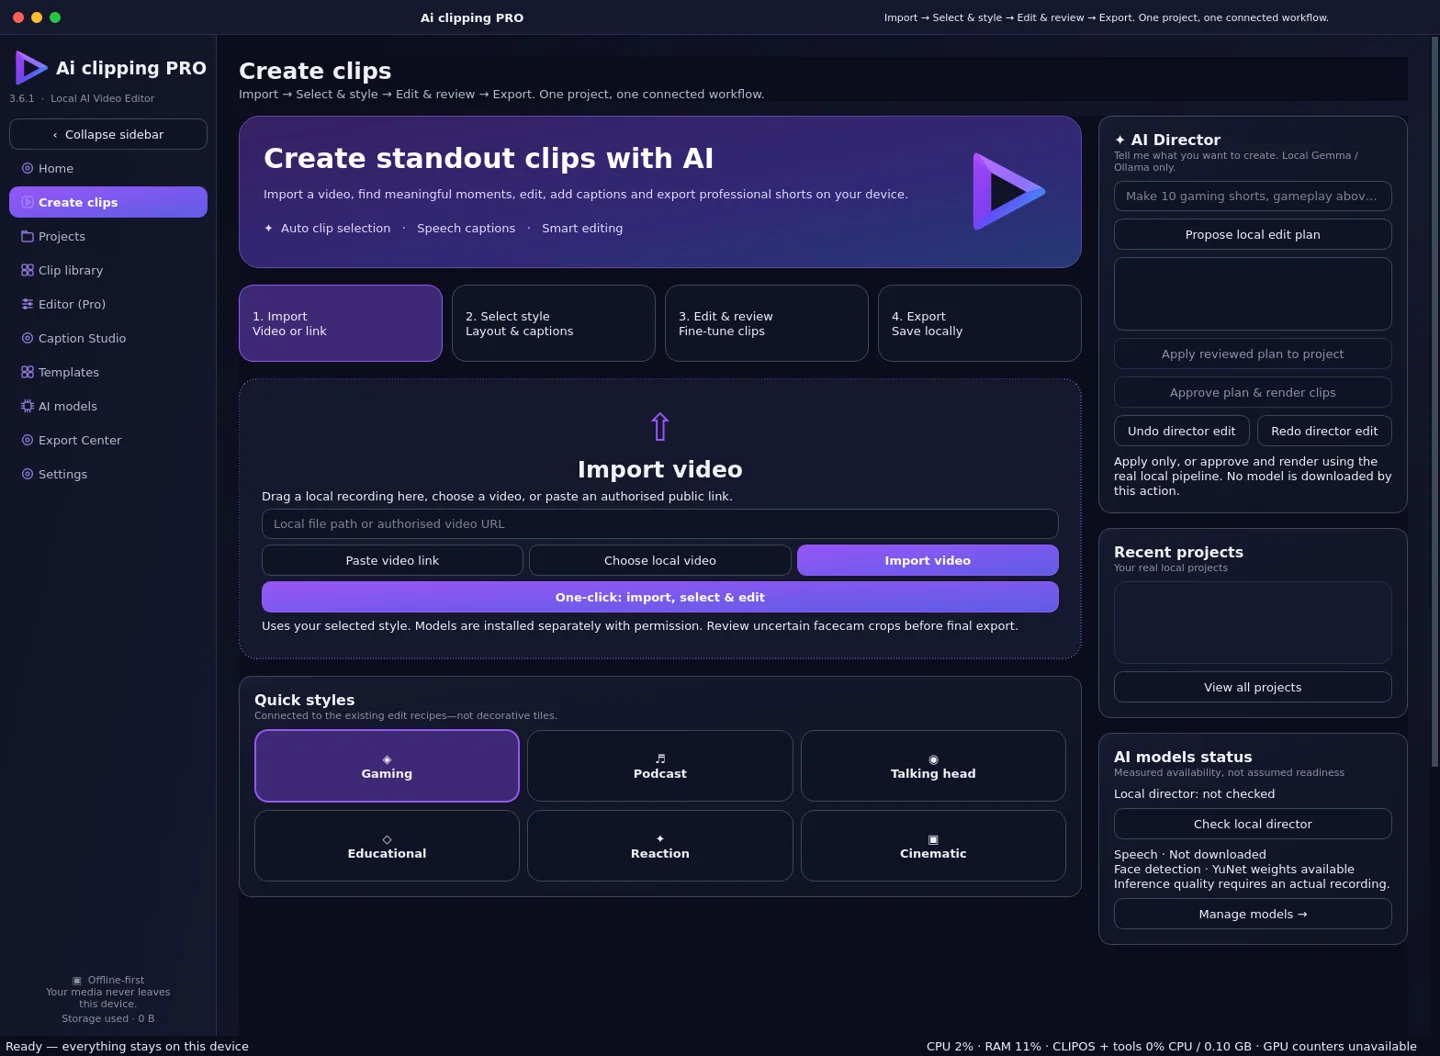 Ai clipping PRO
Import → Select & style → Edit & review → Export. One project, one connected workflow.
Ai clipping PRO
3.6.1 · Local AI Video Editor
‹ Collapse sidebar
Home
Create clips
Projects
Clip library
Editor (Pro)
Caption Studio
Templates
AI models
Export Center
Settings
▣ Offline-first
Your media never leaves
this device.
Storage used · 0 B
Create clips
Import → Select & style → Edit & review → Export. One project, one connected workflow.
Create standout clips with AI
Import a video, find meaningful moments, edit, add captions and export professional shorts on your device.
✦ Auto clip selection · Speech captions · Smart editing
1. Import
Video or link
2. Select style
Layout & captions
3. Edit & review
Fine-tune clips
4. Export
Save locally
⇧
Import video
Drag a local recording here, choose a video, or paste an authorised public link.
Local file path or authorised video URL
Paste video link
Choose local video
Import video
One-click: import, select & edit
Uses your selected style. Models are installed separately with permission. Review uncertain facecam crops before final export.
Quick styles
Connected to the existing edit recipes—not decorative tiles.
◈
Gaming
♬
Podcast
◉
Talking head
◇
Educational
✦
Reaction
▣
Cinematic
✦ AI Director
Tell me what you want to create. Local Gemma /
Ollama only.
Make 10 gaming shorts, gameplay abov…
Propose local edit plan
Apply reviewed plan to project
Approve plan & render clips
Undo director edit
Redo director edit
Apply only, or approve and render using the
real local pipeline. No model is downloaded by
this action.
Recent projects
Your real local projects
View all projects
AI models status
Measured availability, not assumed readiness
Local director: not checked
Check local director
Speech · Not downloaded
Face detection · YuNet weights available
Inference quality requires an actual recording.
Manage models →
Ready — everything stays on this device
CPU 2% · RAM 11% · CLIPOS + tools 0% CPU / 0.10 GB · GPU counters unavailable